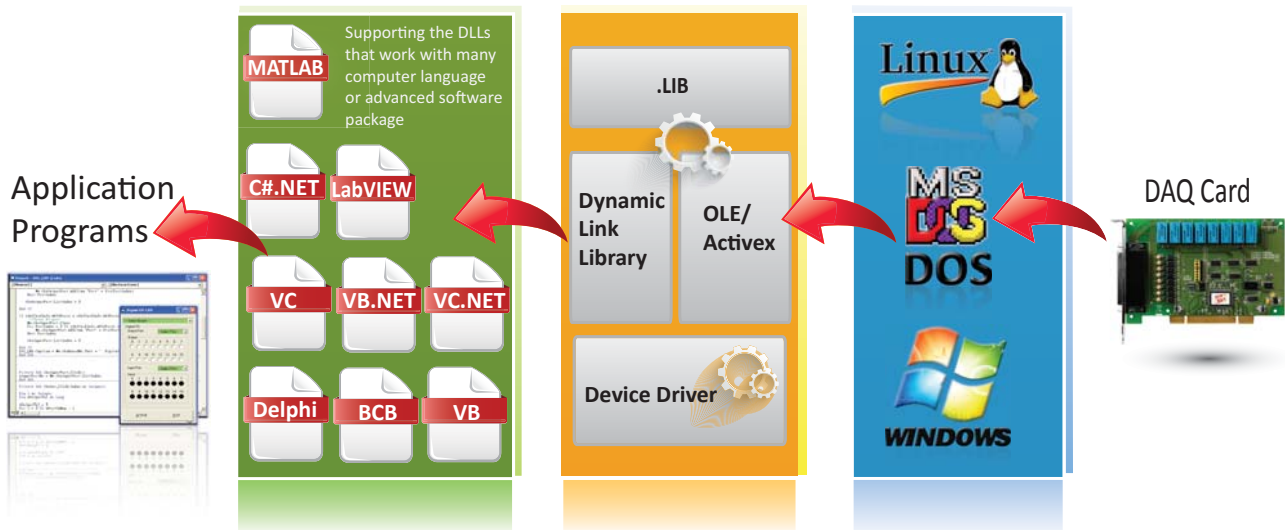 Application
Programs
MATLAB
Supporting the DLLs
that work with many
computer language
or advanced software
package
C#.NET
LabVIEW
VC
VB.NET
VC.NET
Delphi
BCB
VB
.LIB
Dynamic
Link
Library
OLE/
Activex
Device Driver
Linux
MS
DOS
DOS
WINDOWS
DAQ Card